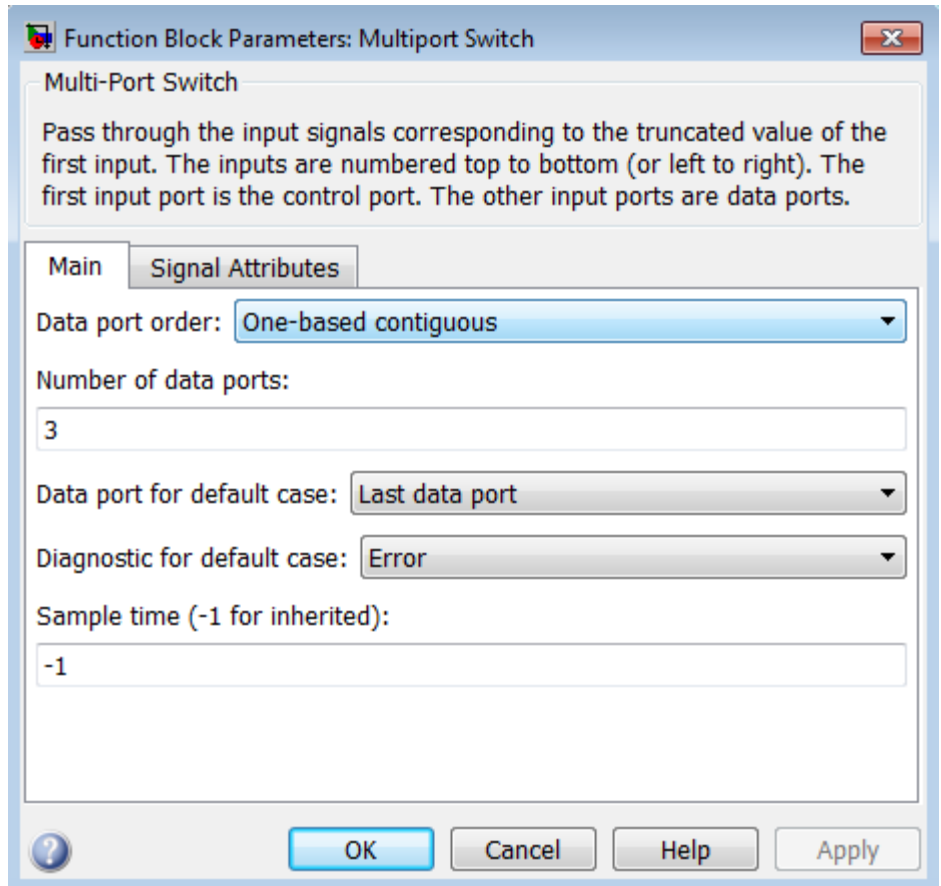 Function Block Parameters: Multiport Switch
Multi-Port Switch
Pass through the input signals corresponding to the truncated value of the
first input. The inputs are numbered top to bottom (or left to right). The
first input port is the control port. The other input ports are data ports.
Main Signal Attributes
Data port order: One-based contiguous
Number of data ports:
3
Data port for default case: Last data port
Diagnostic for default case: Error
Sample time (-1 for inherited):
-1
? OK Cancel Help Apply